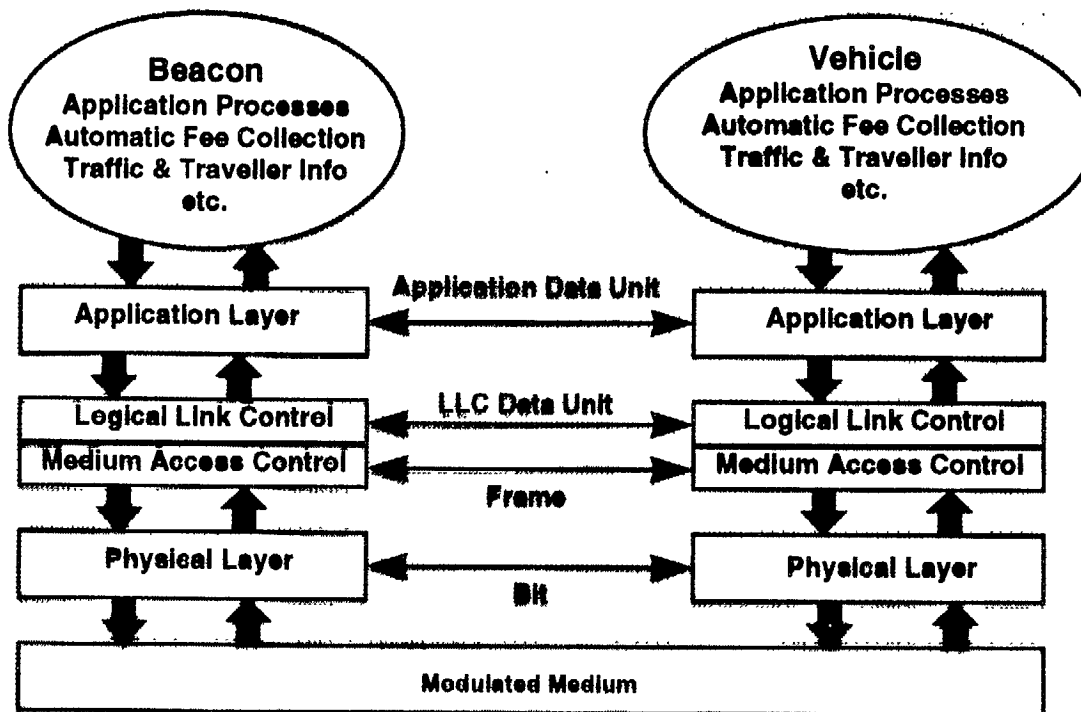 Beacon
Application Processes
Automatic Fee Collection
Traffic & Traveller Info
etc.
Vehicle
Application Processes
Automatic Fee Collection
Traffic & Traveller Info
etc.
Application Layer
Application Data Unit
Application Layer
Logical Link Control
LLC Data Unit
Logical Link Control
Medium Access Control
Frame
Medium Access Control
Physical Layer
Bit
Physical Layer
Modulated Medium